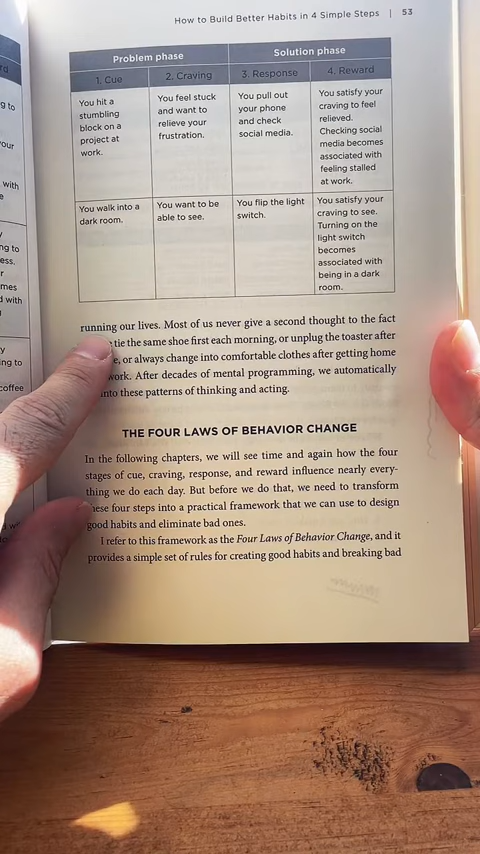 How to Build Better Habits in 4 Simple Steps | 53
Problem phase
Solution phase
1. Cue
2. Craving
3. Response
4. Reward
You hit a
stumbling
block on a
project at
work.
You feel stuck
and want to
relieve your
frustration.
You pull out
your phone
and check
social media.
You satisfy your
craving to feel
relieved.
Checking social
media becomes
associated with
feeling stalled
at work.
You walk into a
dark room.
You want to be
able to see.
You flip the light
switch.
You satisfy your
craving to see.
Turning on the
light switch
becomes
associated with
being in a dark
room.
running our lives. Most of us never give a second thought to the fact
tie the same shoe first each morning, or unplug the toaster after
or always change into comfortable clothes after getting home
work. After decades of mental programming, we automatically
into these patterns of thinking and acting.
THE FOUR LAWS OF BEHAVIOR CHANGE
In the following chapters, we will see time and again how the four
stages of cue, craving, response, and reward influence nearly every-
thing we do each day. But before we do that, we need to transform
these four steps into a practical framework that we can use to design
good habits and eliminate bad ones.
I refer to this framework as the Four Laws of Behavior Change, and it
provides a simple set of rules for creating good habits and breaking bad